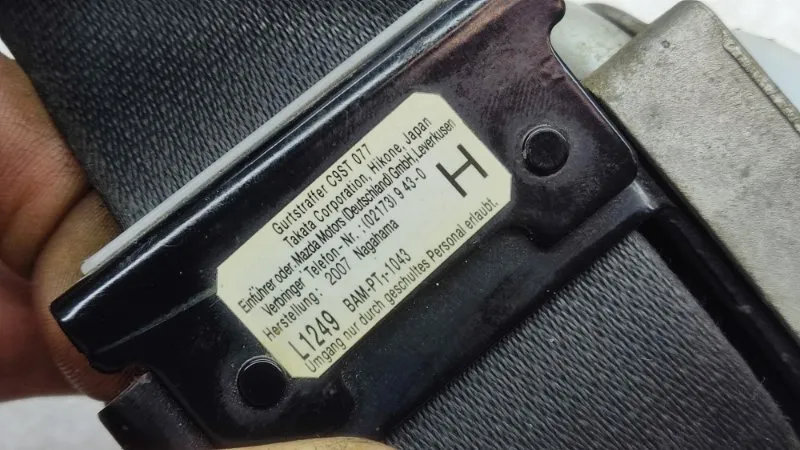 Gurtstraffer C9ST 077
Takata Corporation, Hikone, Japan
Einführer oder: Mazda Motors (Deutschland) GmbH, Leverkusen
Verbringer Telefon-Nr.: (02173) 9 43-0
Herstellung: 2007 Nagahama
H
L1249 BAM-PT₁-1043
Umgang nur durch geschultes Personal erlaubt.